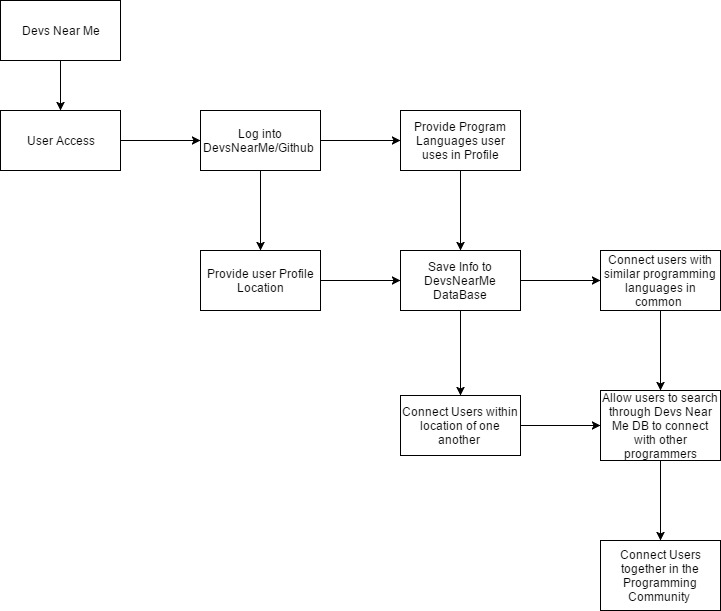 Devs Near Me
User Access
Log into
DevsNearMe/Github
Provide Program
Languages user
uses in Profile
Provide user Profile
Location
Save Info to
DevsNearMe
DataBase
Connect users with
similar programming
languages in
common
Connect Users within
location of one
another
Allow users to search
through Devs Near
Me DB to connect
with other
programmers
Connect Users
together in the
Programming
Community